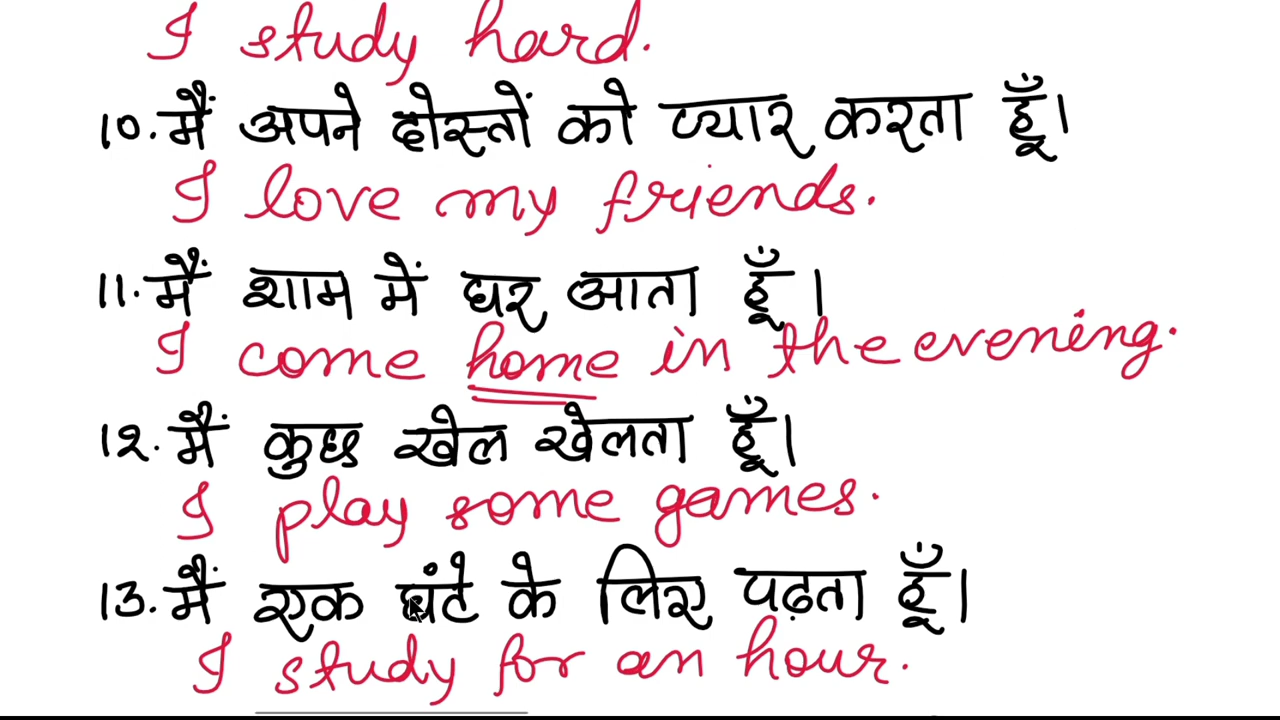 I study hard.
10. मैं अपने दोस्तों को प्यार करता हूँ।
I love my friends.
11. मैं शाम में घर आता हूँ।
I come home in the evening.
12. मैं कुछ खेल खेलता हूँ।
I play some games.
13. मैं एक घंटे के लिए पढ़ता हूँ।
I study for an hour.